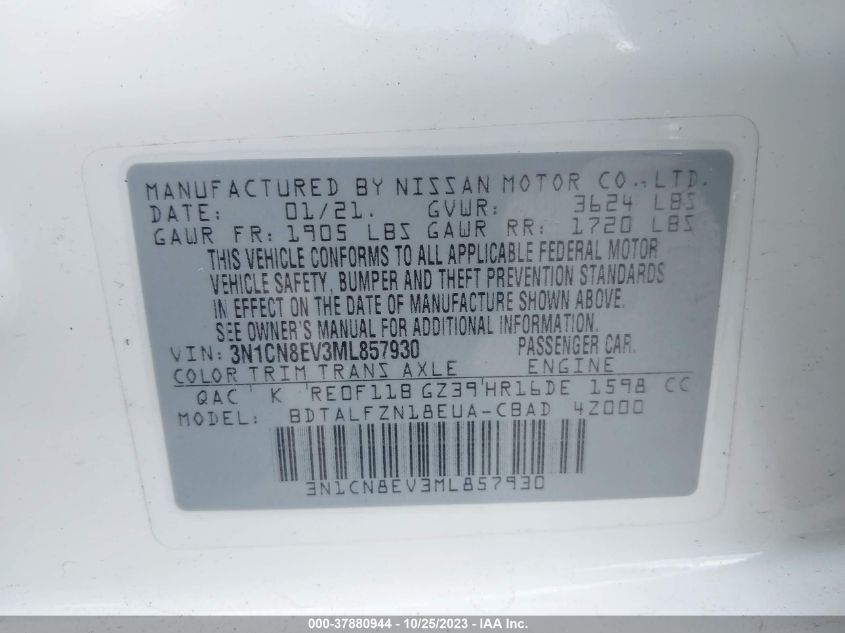 MANUFACTURED BY NISSAN MOTOR CO., LTD.
DATE: 01/21. GVWR: 3624 LBS
GAWR FR: 1905 LBS GAWR RR: 1720 LBS
THIS VEHICLE CONFORMS TO ALL APPLICABLE FEDERAL MOTOR
VEHICLE SAFETY, BUMPER AND THEFT PREVENTION STANDARDS
IN EFFECT ON THE DATE OF MANUFACTURE SHOWN ABOVE.
SEE OWNER'S MANUAL FOR ADDITIONAL INFORMATION.
VIN: 3N1CN8EV3ML857930 PASSENGER CAR.
COLOR TRIM TRANS AXLE ENGINE
QAC K RE0F11B GZ39 HR16DE 1598 CC
MODEL: BDTALFZN18EUA-CBAD 4Z000
3N1CN8EV3ML857930
000-37880944 - 10/25/2023 - IAA Inc.